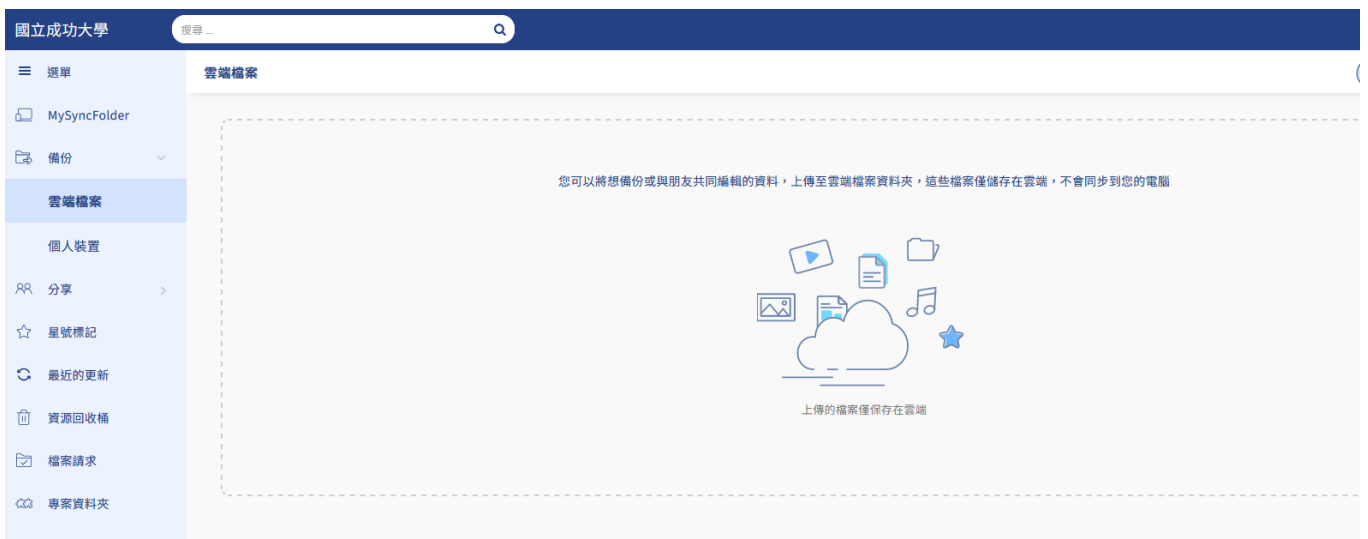 國立成功大學
搜尋 ...
選單
雲端檔案
MySyncFolder
備份
雲端檔案
個人裝置
分享
星號標記
最近的更新
資源回收桶
檔案請求
專案資料夾
您可以將想備份或與朋友共同編輯的資料，上傳至雲端檔案資料夾，這些檔案僅儲存在雲端，不會同步到您的電腦
上傳的檔案僅保存在雲端